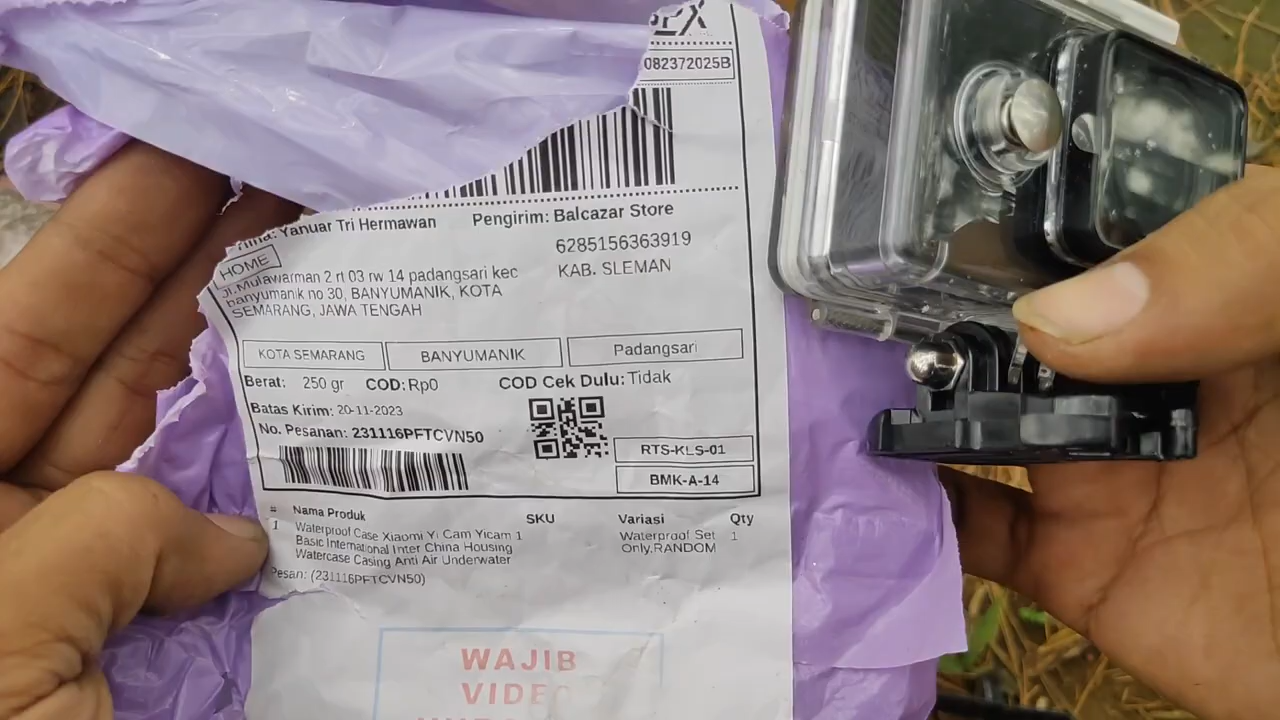 082372025B
Yanuar Tri Hermawan Pengirim: Balcazar Store
6285156363919
HOME KAB. SLEMAN
Jl.Mulawarman 2 rt 03 rw 14 padangsari kec
banyumanik no 30, BANYUMANIK, KOTA
SEMARANG, JAWA TENGAH
KOTA SEMARANG BANYUMANIK Padangsari
Berat: 250 gr COD: Rp0 COD Cek Dulu: Tidak
Batas Kirim: 20-11-2023
No. Pesanan: 231116PFTCVN50
RTS-KLS-01
BMK-A-14
# Nama Produk SKU Variasi Qty
1 Waterproof Case Xiaomi Yi Cam Yicam 1 Waterproof Set 1
Basic International Inter China Housing Only,RANDOM
Watercase Casing Anti Air Underwater
Pesan: (231116PFTCVN50)
WAJIB
VIDEO